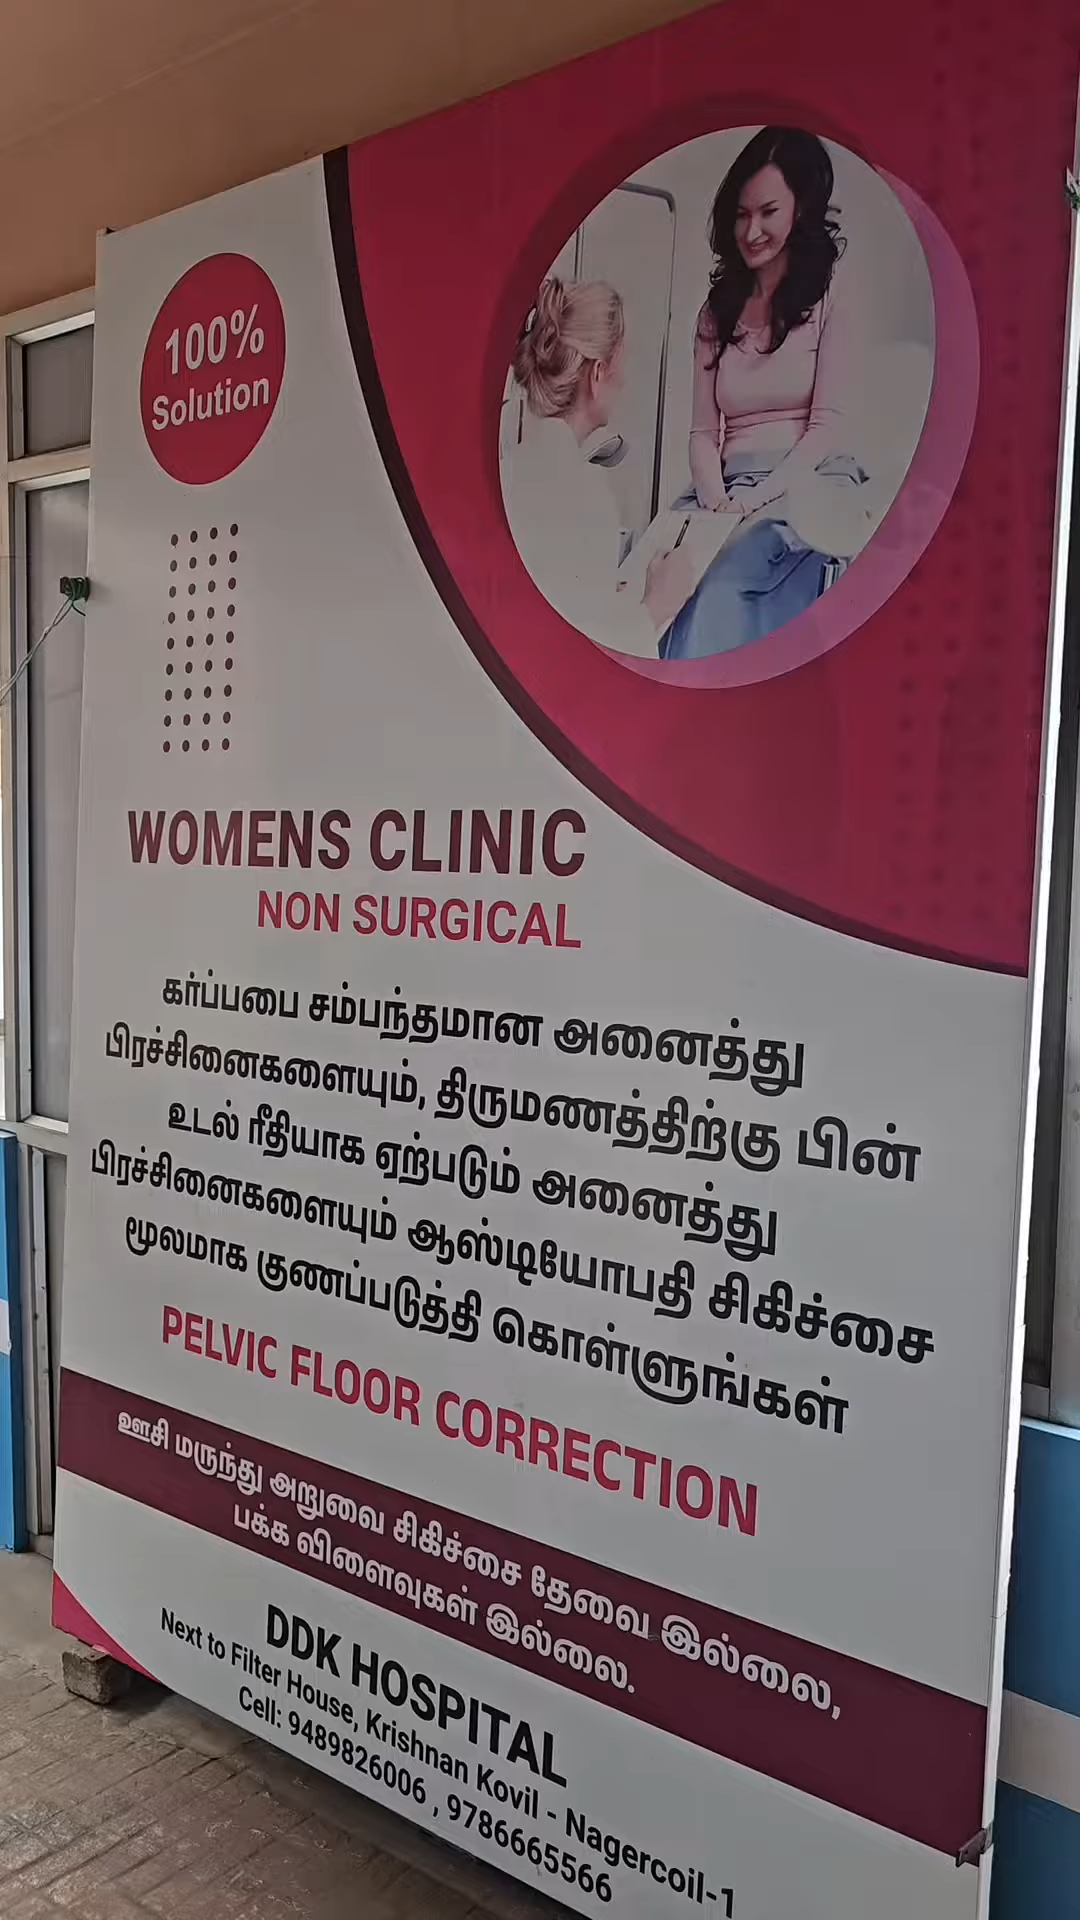 100%
Solution
WOMENS CLINIC
NON SURGICAL
கர்ப்பபை சம்பந்தமான அனைத்து
பிரச்சினைகளையும், திருமணத்திற்கு பின்
உடல் ரீதியாக ஏற்படும் அனைத்து
பிரச்சினைகளையும் ஆஸ்டியோபதி சிகிச்சை
மூலமாக குணப்படுத்தி கொள்ளுங்கள்
PELVIC FLOOR CORRECTION
ஊசி மருந்து அறுவை சிகிச்சை தேவை இல்லை,
பக்க விளைவுகள் இல்லை.
DDK HOSPITAL
Next to Filter House, Krishnan Kovil - Nagercoil-1
Cell: 9489826006 , 9786665566